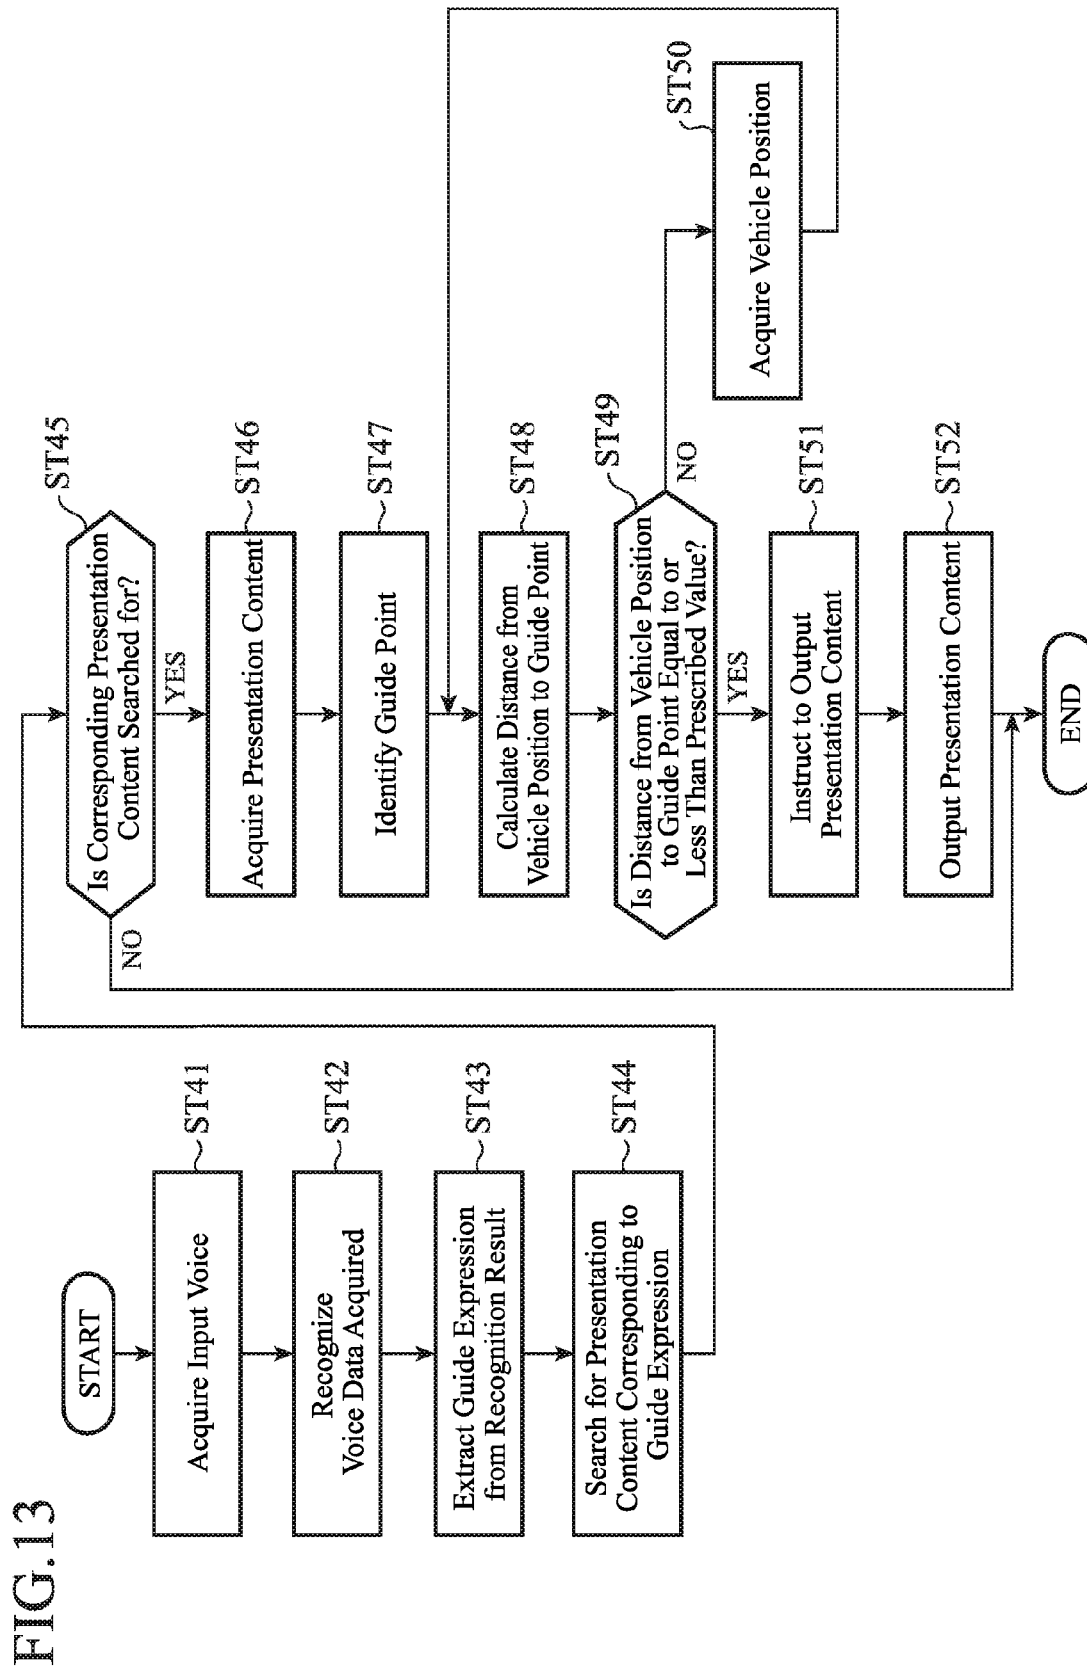 FIG.13
START
Acquire Input Voice
ST41
Recognize
Voice Data Acquired
ST42
Extract Guide Expression
from Recognition Result
ST43
Search for Presentation
Content Corresponding to
Guide Expression
ST44
Is Corresponding Presentation
Content Searched for?
ST45
NO
YES
Acquire Presentation Content
ST46
Identify Guide Point
ST47
Calculate Distance from
Vehicle Position to Guide Point
ST48
Is Distance from Vehicle Position
to Guide Point Equal to or
Less Than Prescribed Value?
ST49
NO
YES
Acquire Vehicle Position
ST50
Instruct to Output
Presentation Content
ST51
Output Presentation Content
ST52
END